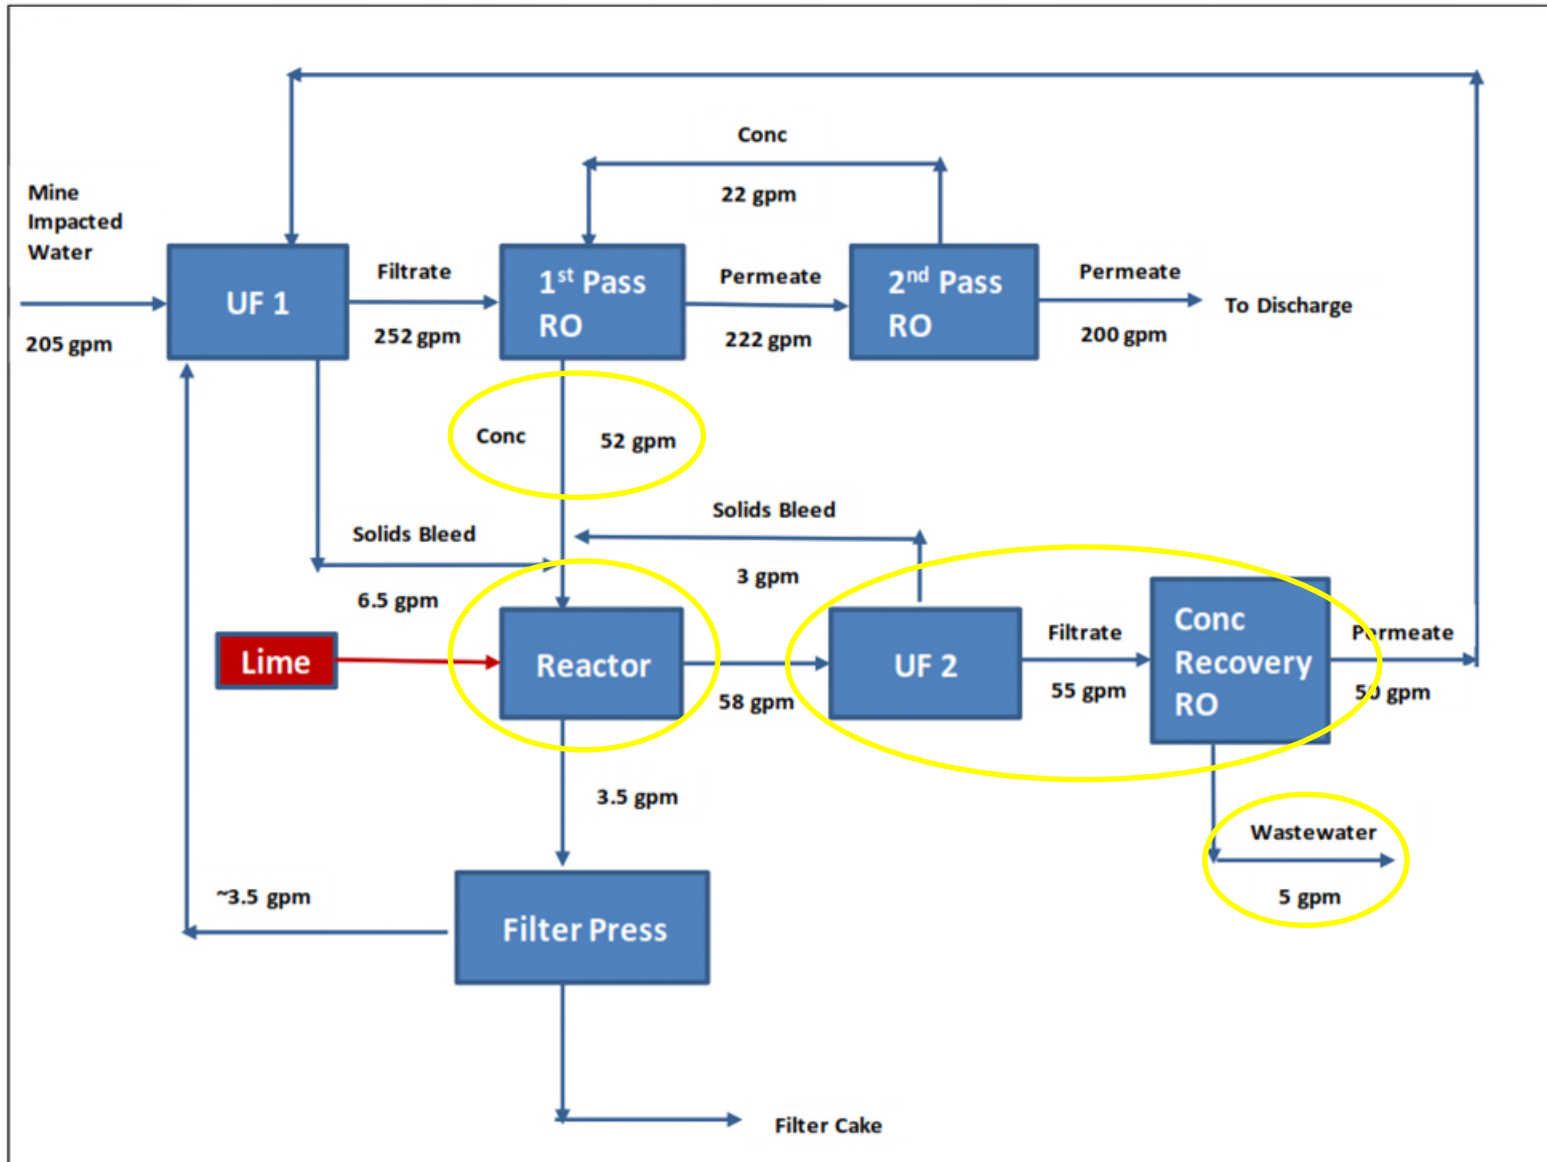 Conc
22 gpm
Mine
Impacted
Water
205 gpm
UF 1
Filtrate
252 gpm
1st Pass
RO
Permeate
222 gpm
2nd Pass
RO
Permeate
200 gpm
To Discharge
Conc
52 gpm
Solids Bleed
6.5 gpm
Solids Bleed
3 gpm
Lime
Reactor
58 gpm
UF 2
Filtrate
55 gpm
Conc
Recovery
RO
Permeate
50 gpm
3.5 gpm
Wastewater
5 gpm
~3.5 gpm
Filter Press
Filter Cake